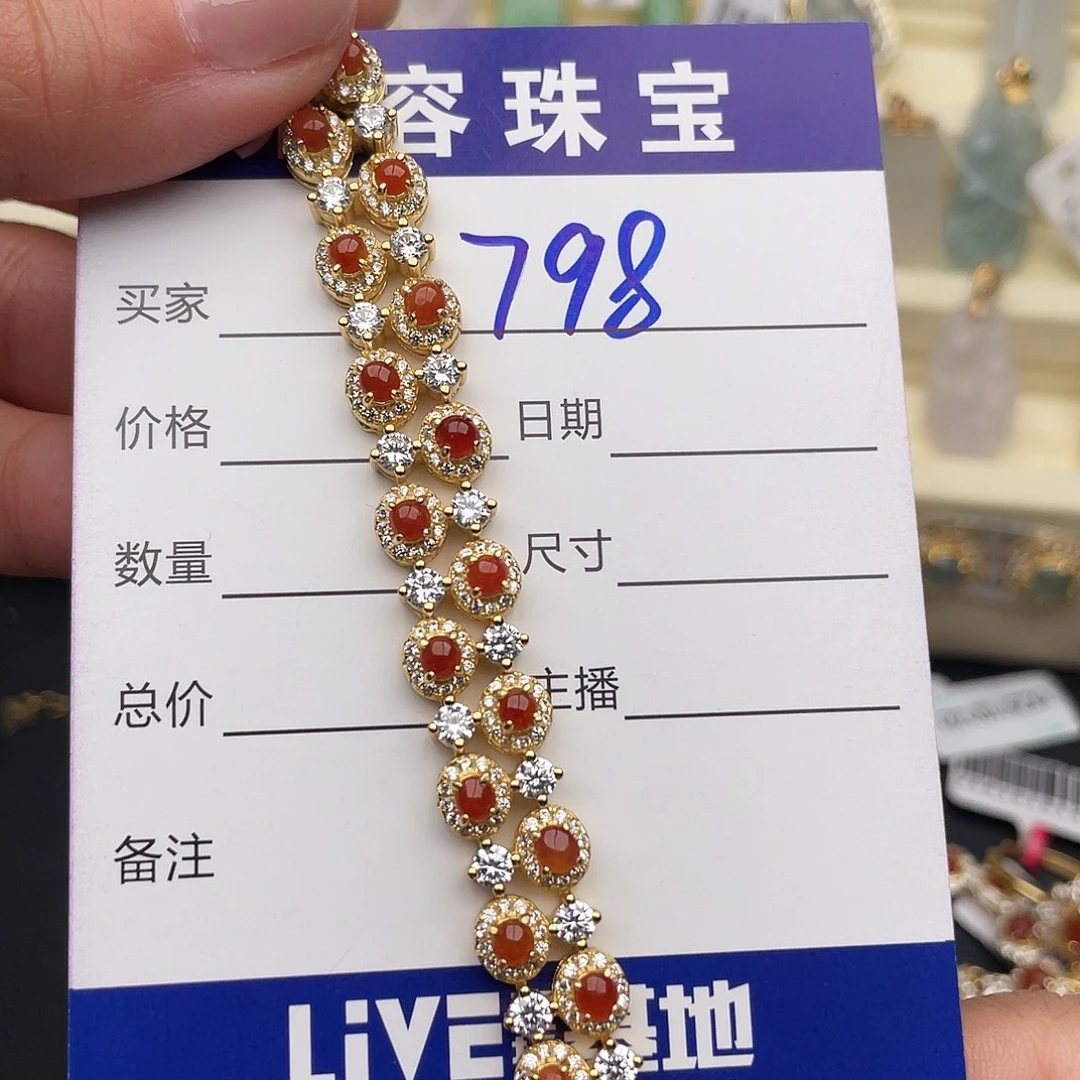 容珠宝
买家 798
价格 日期
数量 尺寸
总价 主播
备注
LiVE 基地